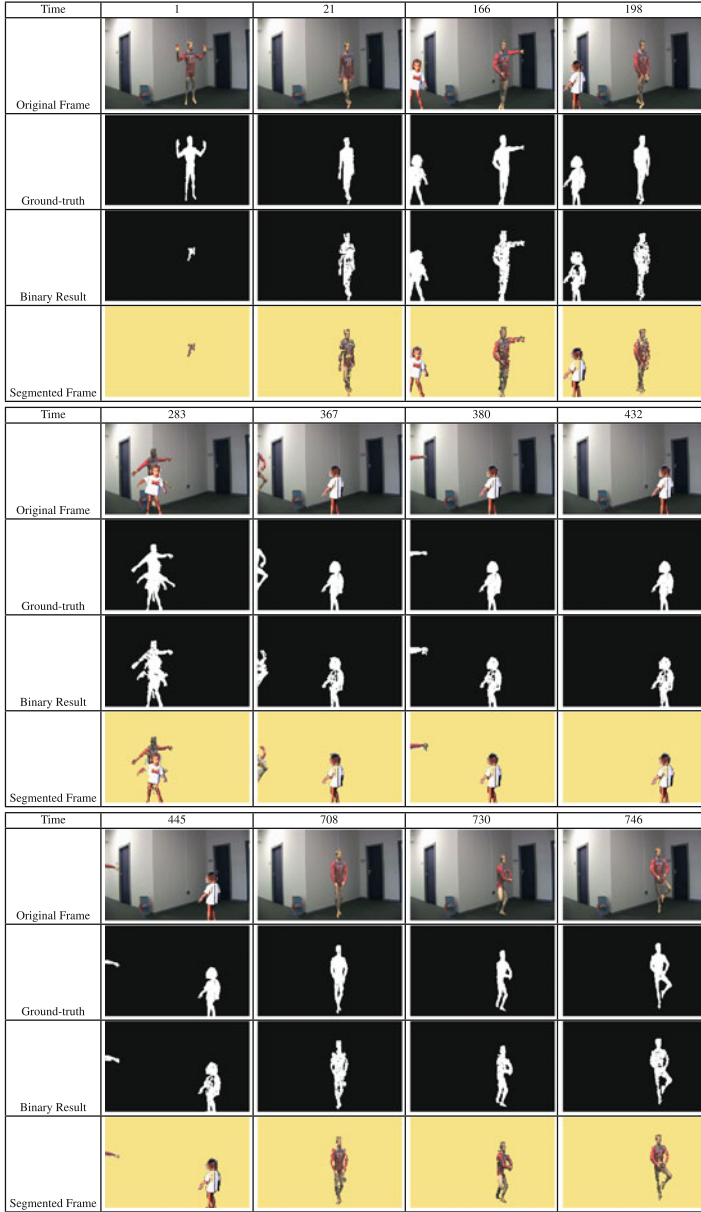 Time 1 21 166 198
Original Frame
Ground-truth
Binary Result
Segmented Frame
Time 283 367 380 432
Original Frame
Ground-truth
Binary Result
Segmented Frame
Time 445 708 730 746
Original Frame
Ground-truth
Binary Result
Segmented Frame